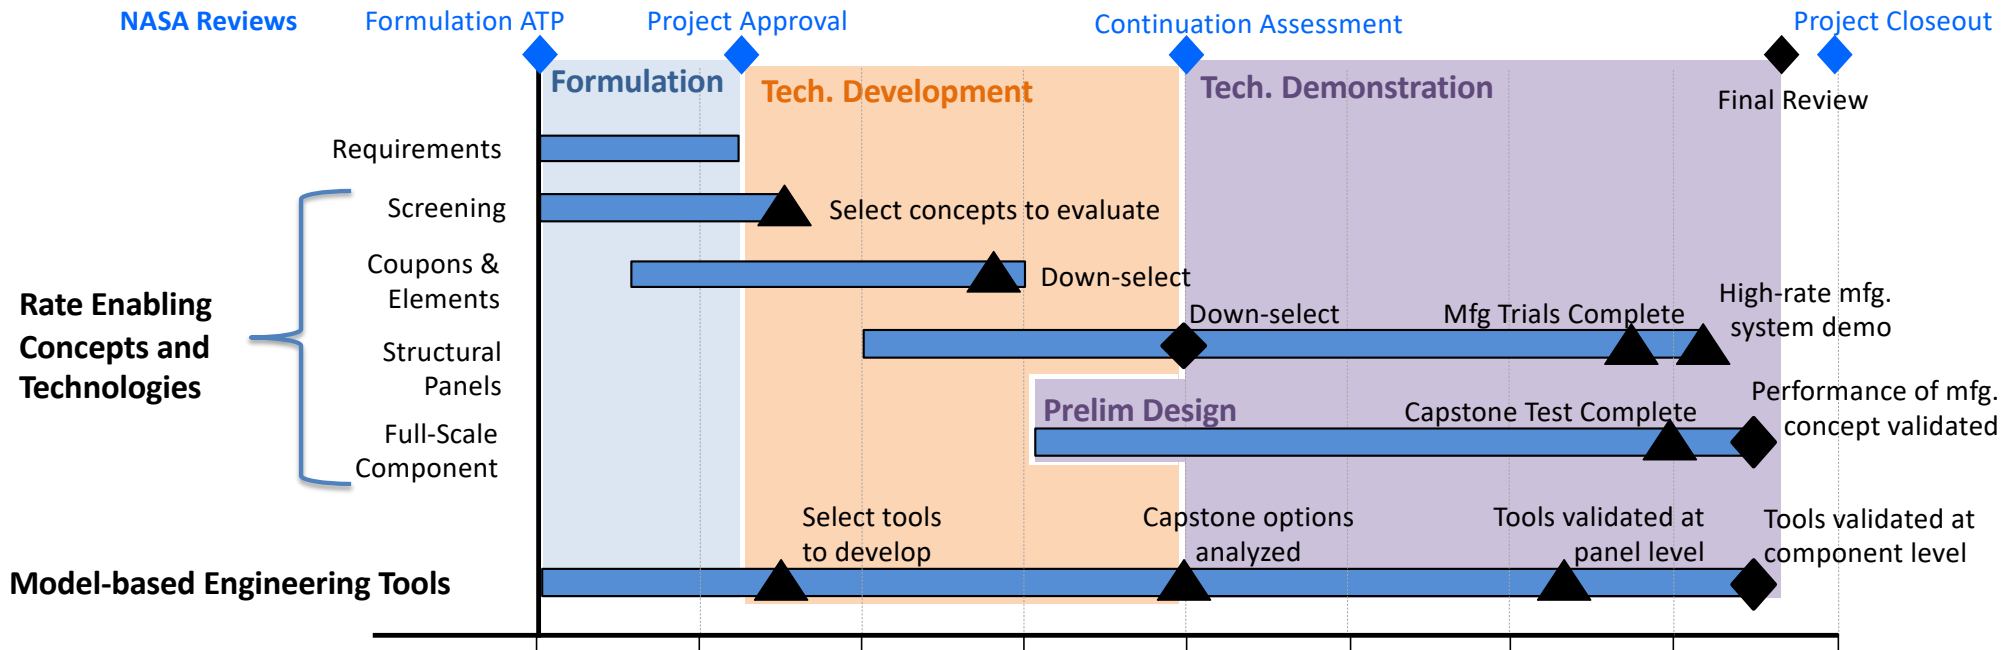 NASA Reviews
Formulation ATP
Project Approval
Continuation Assessment
Project Closeout
Formulation
Tech. Development
Tech. Demonstration
Final Review
Requirements
Screening
Select concepts to evaluate
Coupons &
Elements
Down-select
Rate Enabling
Concepts and
Technologies
Structural
Panels
Down-select
Mfg Trials Complete
High-rate mfg.
system demo
Full-Scale
Component
Prelim Design
Capstone Test Complete
Performance of mfg.
concept validated
Model-based Engineering Tools
Select tools
to develop
Capstone options
analyzed
Tools validated at
panel level
Tools validated at
component level